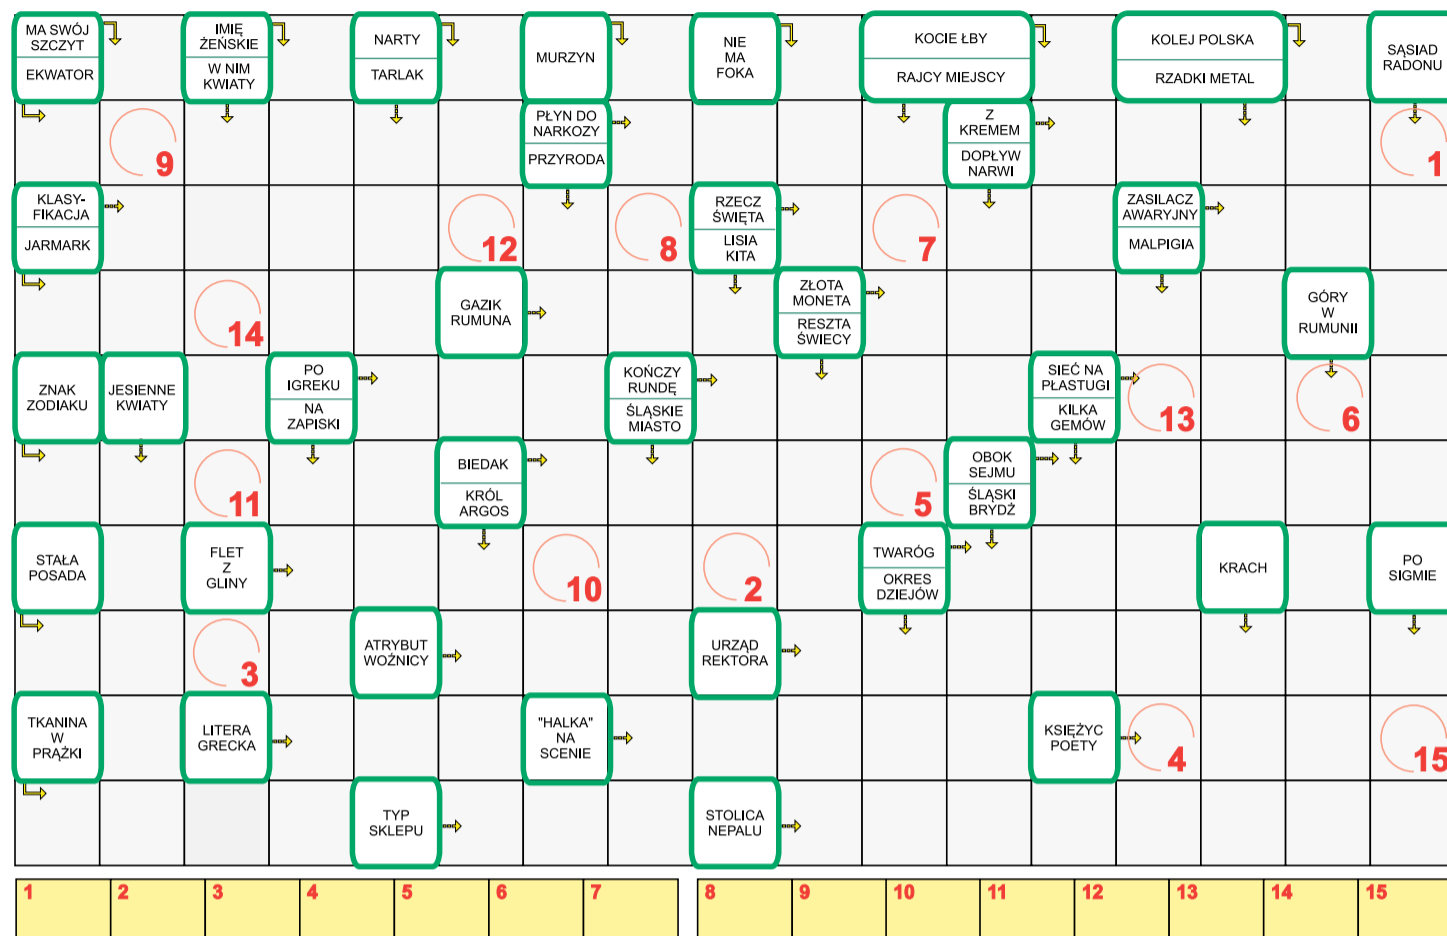 MA SWÓJ
SZCZYT
EKWATOR
IMIĘ
ŻEŃSKIE
W NIM
KWIATY
NARTY
TARLAK
MURZYN
NIE
MA
FOKA
KOCIE ŁBY
RAJCY MIEJSCY
KOLEJ POLSKA
RZADKI METAL
SĄSIAD
RADONU
9
PŁYN DO
NARKOZY
PRZYRODA
Z
KREMEM
DOPŁYW
NARWI
1
KLASY-
FIKACJA
JARMARK
12
8
RZECZ
ŚWIĘTA
LISIA
KITA
7
ZASILACZ
AWARYJNY
MALPIGIA
14
GAZIK
RUMUNA
ZŁOTA
MONETA
RESZTA
ŚWIECY
GÓRY
W
RUMUNII
ZNAK
ZODIAKU
JESIENNE
KWIATY
PO
IGREKU
NA
ZAPISKI
KOŃCZY
RUNDĘ
ŚLĄSKIE
MIASTO
SIEĆ NA
PŁASTUGI
KILKA
GEMÓW
13
6
11
BIEDAK
KRÓL
ARGOS
5
OBOK
SEJMU
ŚLĄSKI
BRYDŻ
STAŁA
POSADA
FLET
Z
GLINY
10
2
TWARÓG
OKRES
DZIEJÓW
KRACH
PO
SIGMIE
3
ATRYBUT
WOŹNICY
URZĄD
REKTORA
TKANINA
W
PRĄŻKI
LITERA
GRECKA
"HALKA"
NA
SCENIE
KSIĘŻYC
POETY
4
15
TYP
SKLEPU
STOLICA
NEPALU
1 2 3 4 5 6 7 8 9 10 11 12 13 14 15